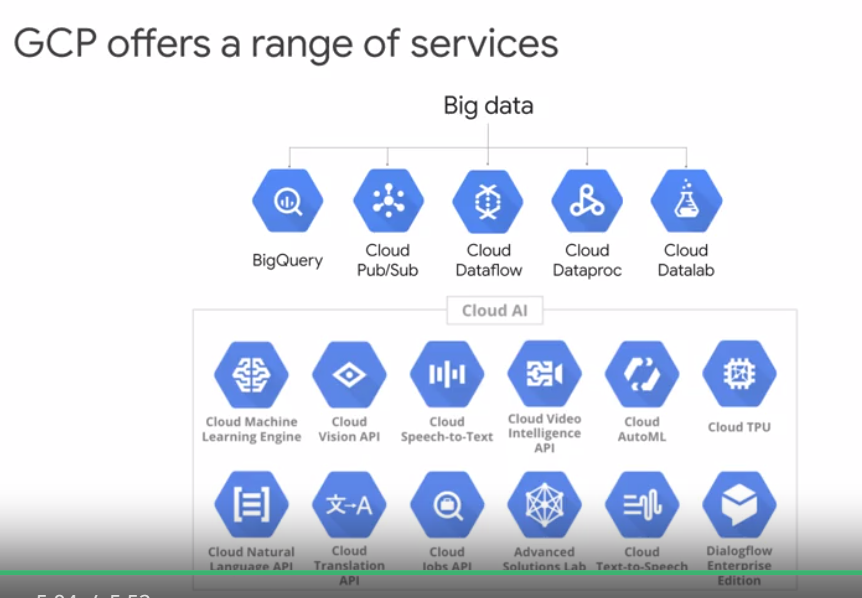 GCP offers a range of services
Big data
BigQuery
Cloud
Pub/Sub
Cloud
Dataflow
Cloud
Dataproc
Cloud
Datalab
Cloud AI
Cloud Machine
Learning Engine
Cloud
Vision API
Cloud
Speech-to-Text
Cloud Video
Intelligence
API
Cloud
AutoML
Cloud TPU
文→A
Cloud Natural
Language API
Cloud
Translation
API
Cloud
Jobs API
Advanced
Solutions Lab
Cloud
Text-to-Speech
Dialogflow
Enterprise
Edition